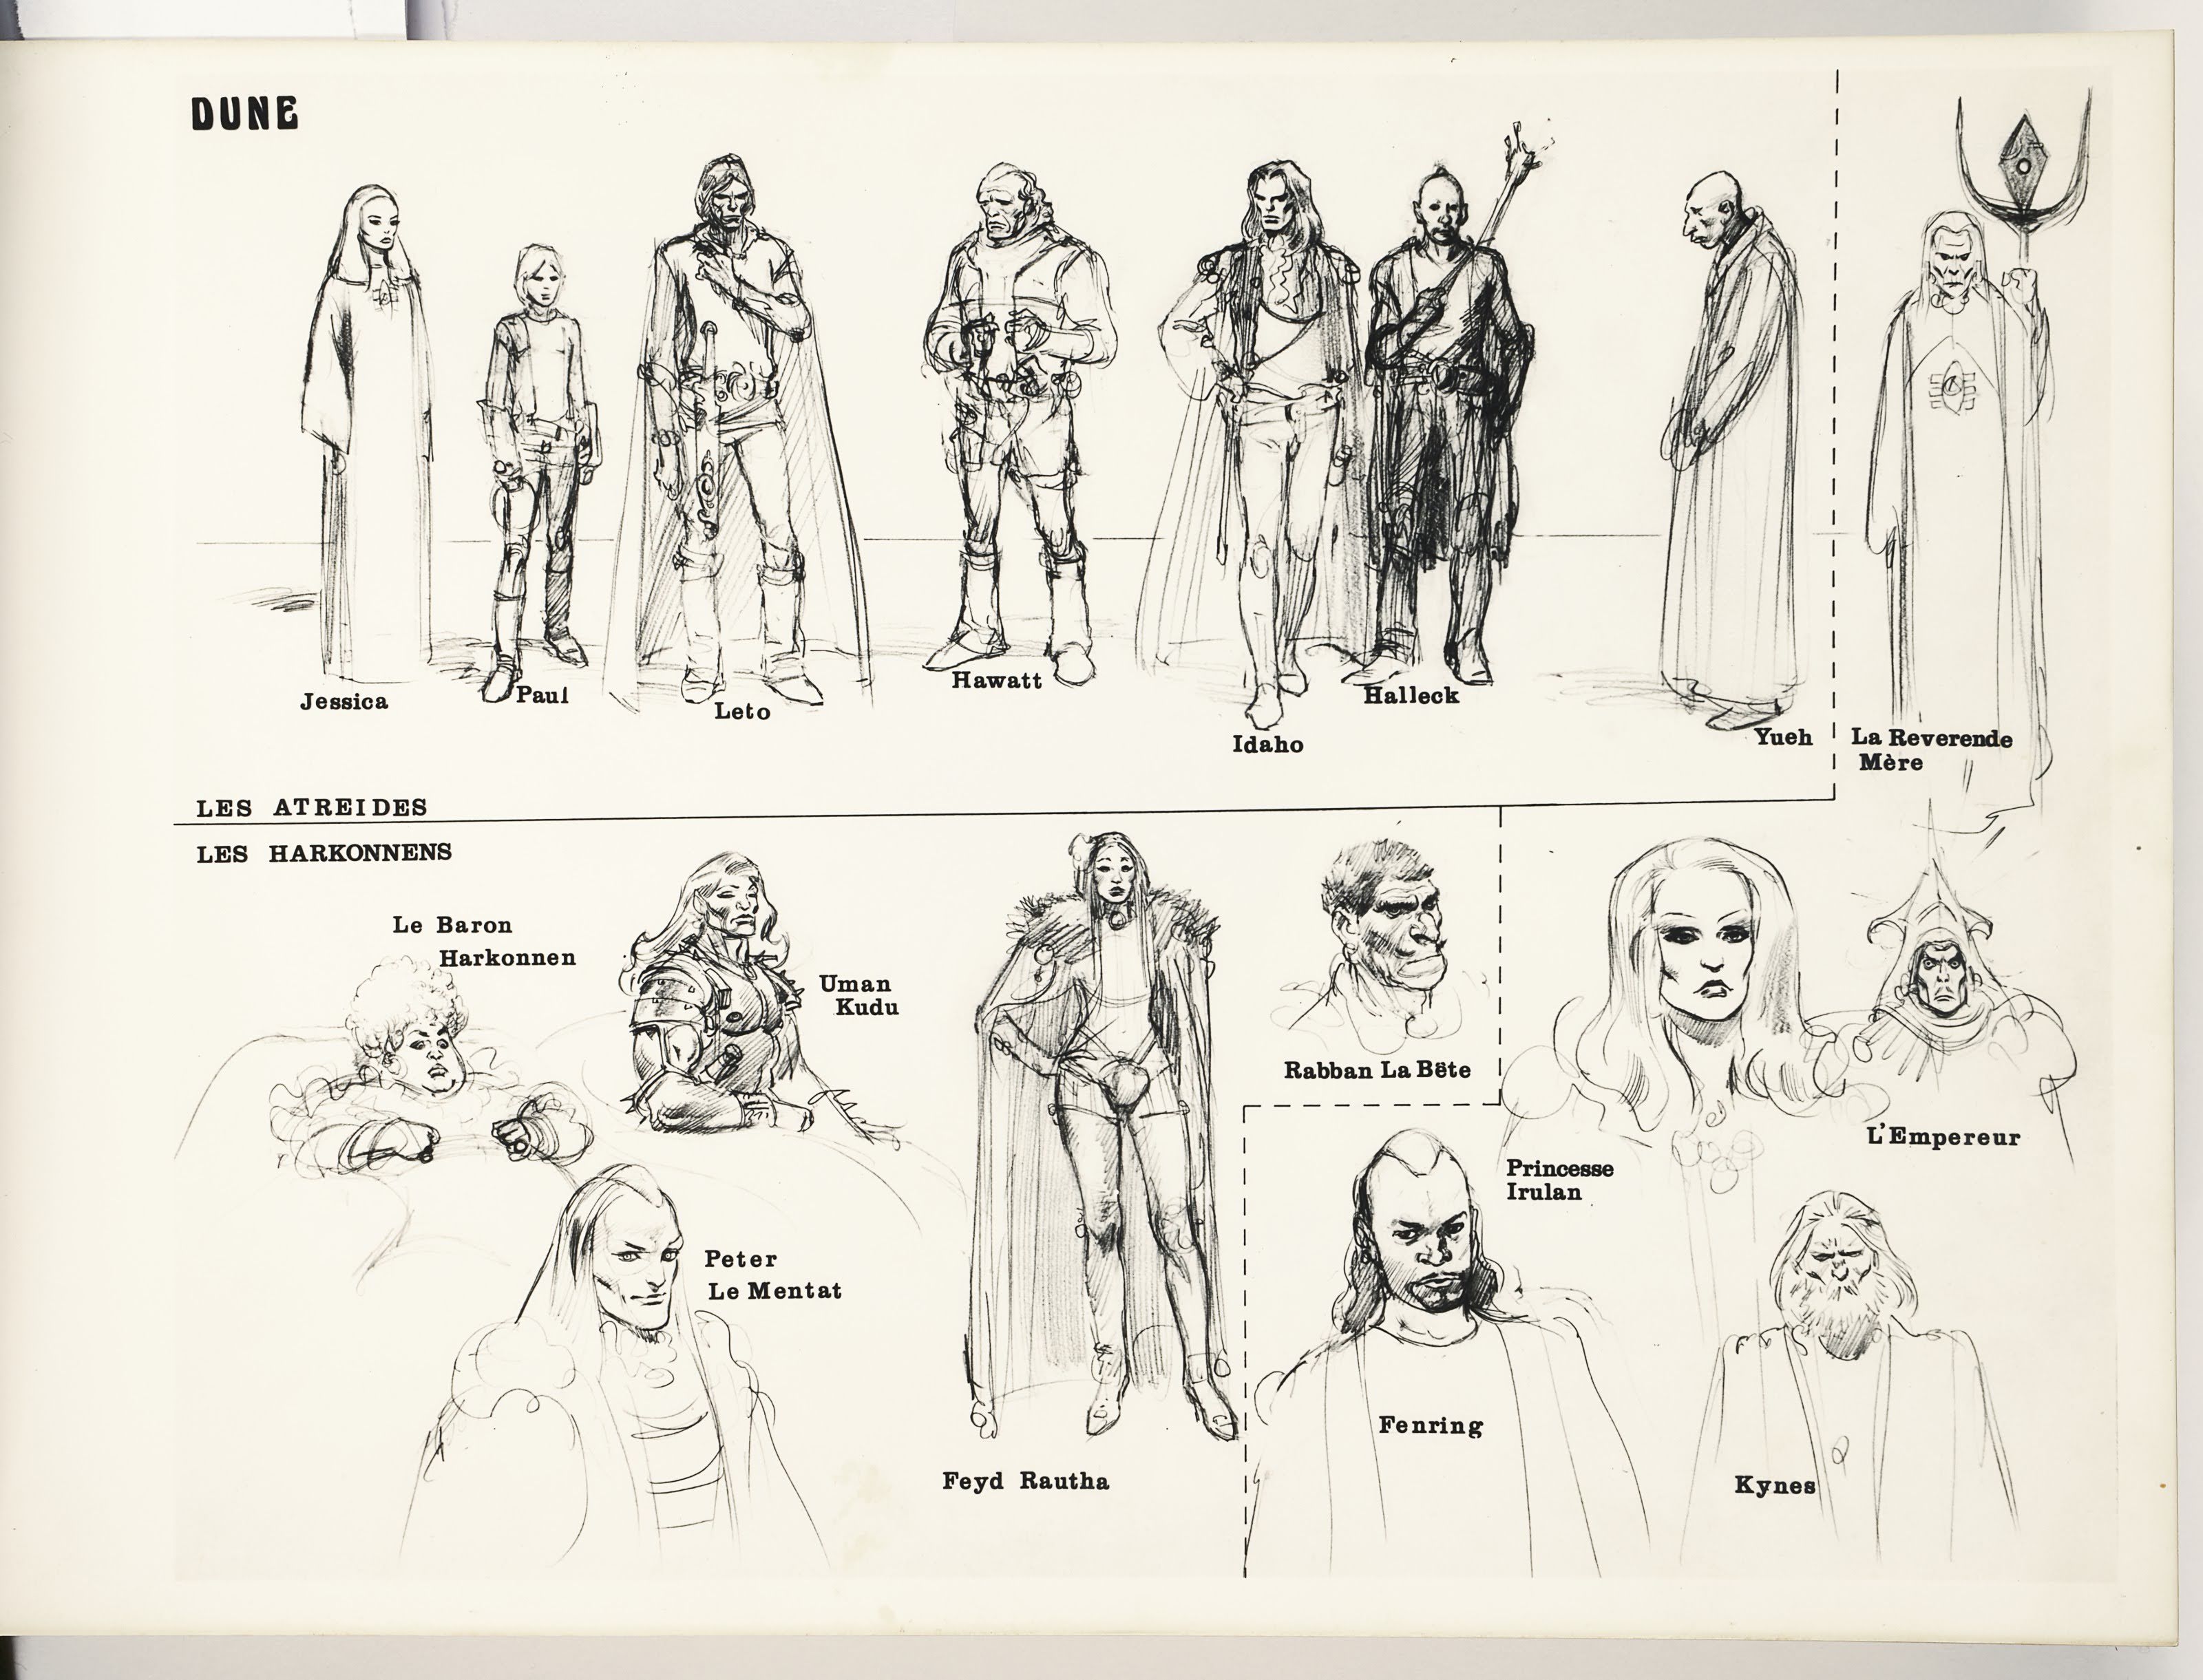 DUNE
Jessica
Paul
Leto
Hawatt
Idaho
Halleck
Yueh
La Reverende
Mère
LES ATREIDES
LES HARKONNENS
Le Baron
Harkonnen
Uman
Kudu
Peter
Le Mentat
Feyd Rautha
Rabban La Bëte
Princesse
Irulan
L'Empereur
Fenring
Kynes